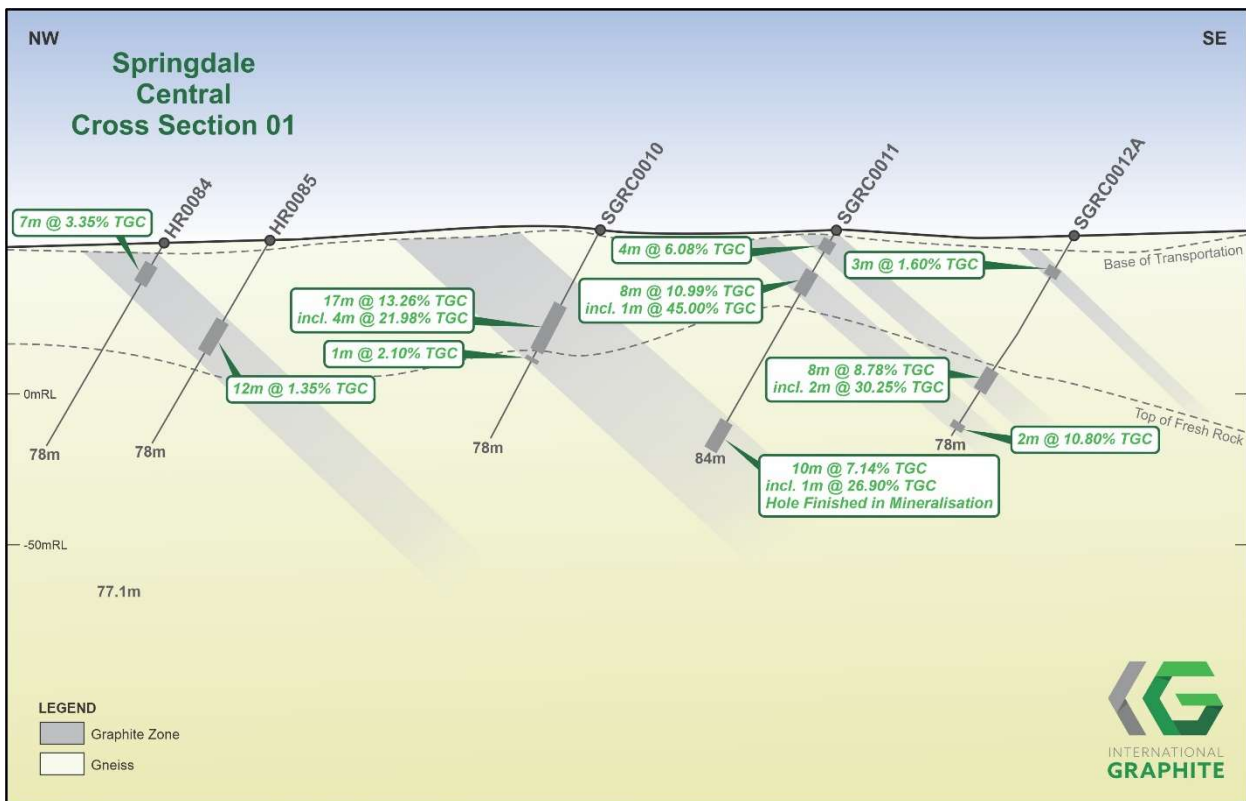 NW
SE
Springdale
Central
Cross Section 01
HR0084
HR0085
SGRC0010
SGRC0011
SGRC0012A
7m @ 3.35% TGC
4m @ 6.08% TGC
3m @ 1.60% TGC
Base of Transportation
17m @ 13.26% TGC
incl. 4m @ 21.98% TGC
8m @ 10.99% TGC
incl. 1m @ 45.00% TGC
1m @ 2.10% TGC
12m @ 1.35% TGC
8m @ 8.78% TGC
incl. 2m @ 30.25% TGC
0mRL
Top of Fresh Rock
2m @ 10.80% TGC
78m
78m
78m
84m
78m
10m @ 7.14% TGC
incl. 1m @ 26.90% TGC
Hole Finished in Mineralisation
-50mRL
77.1m
LEGEND
Graphite Zone
Gneiss
INTERNATIONAL
GRAPHITE